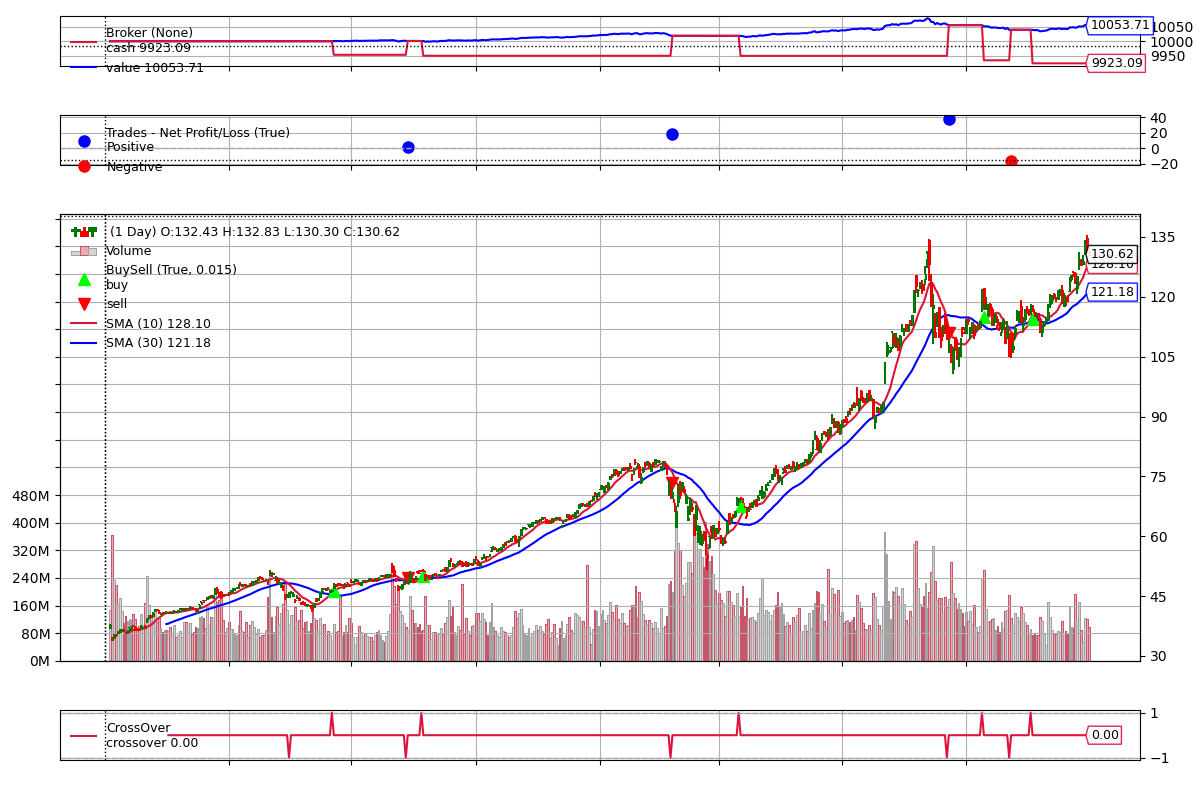 Broker (None)
cash 9923.09
value 10053.71
10053.71
10050
10000
9950
9923.09
Trades - Net Profit/Loss (True)
Positive
Negative
40
20
0
−20
(1 Day) O:132.43 H:132.83 L:130.30 C:130.62
Volume
BuySell (True, 0.015)
buy
sell
SMA (10) 128.10
SMA (30) 121.18
135
130.62
128.10
121.18
120
105
90
75
60
45
30
480M
400M
320M
240M
160M
80M
0M
CrossOver
crossover 0.00
1
0.00
−1